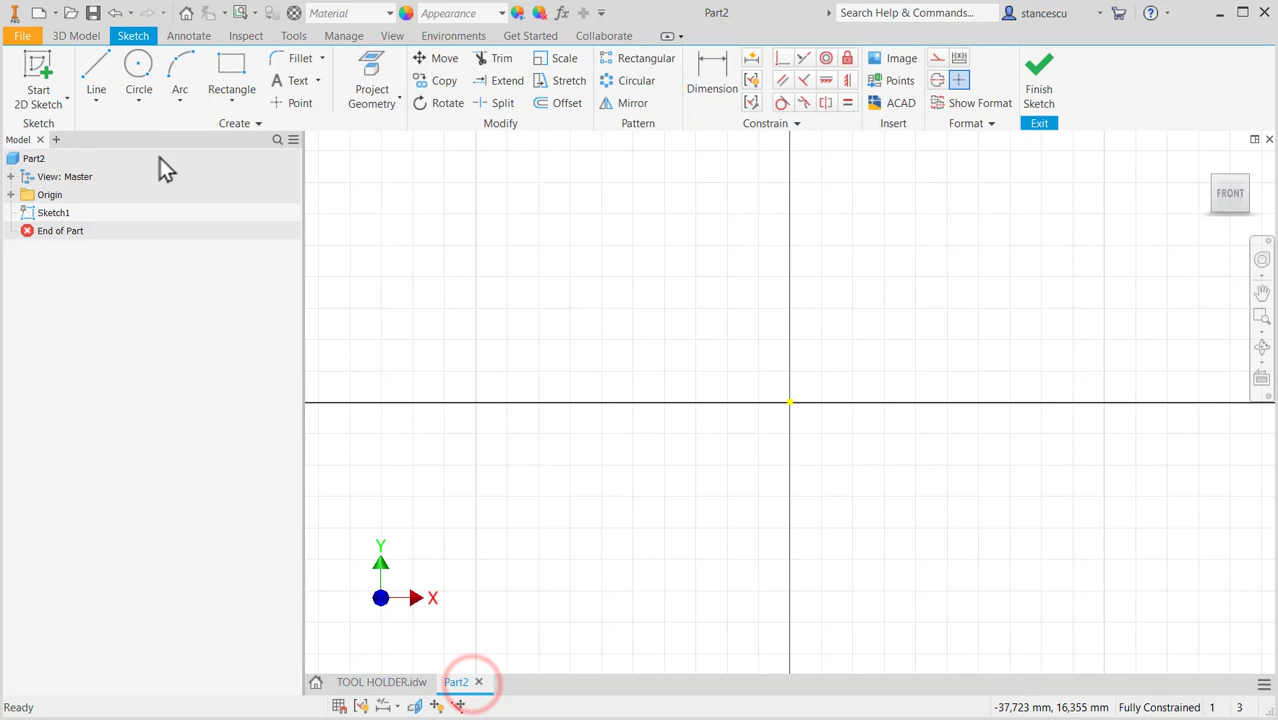 PRO
Material
Appearance
Part2
Search Help & Commands...
stancescu
File
3D Model
Sketch
Annotate
Inspect
Tools
Manage
View
Environments
Get Started
Collaborate
Start
2D Sketch
Line
Circle
Arc
Rectangle
Fillet
Text
Point
Project
Geometry
Move
Copy
Rotate
Trim
Extend
Split
Scale
Stretch
Offset
Rectangular
Circular
Mirror
Dimension
Image
Points
ACAD
Show Format
Finish
Sketch
Sketch
Create
Modify
Pattern
Constrain
Insert
Format
Exit
Model
Part2
View: Master
Origin
Sketch1
End of Part
FRONT
Y
X
TOOL HOLDER.idw
Part2
Ready
-37,723 mm, 16,355 mm
Fully Constrained
1
3